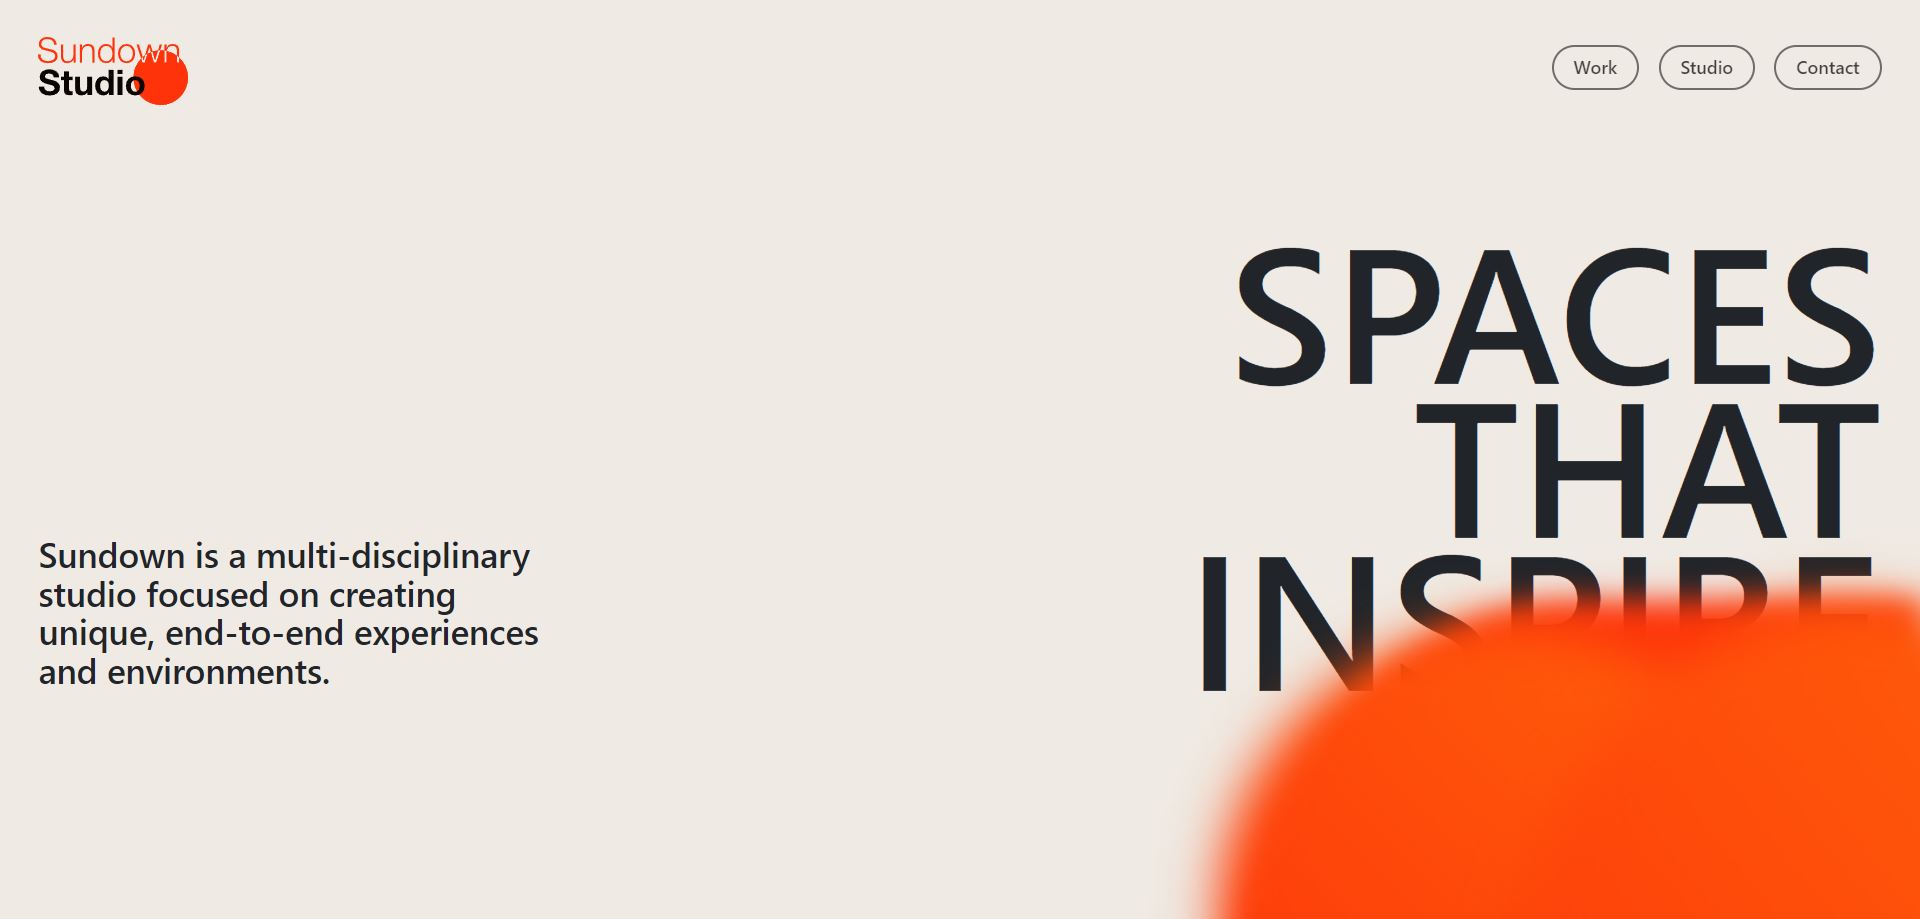 Sundown
Studio
Work
Studio
Contact
SPACES
THAT
INSPIRE
Sundown is a multi-disciplinary
studio focused on creating
unique, end-to-end experiences
and environments.